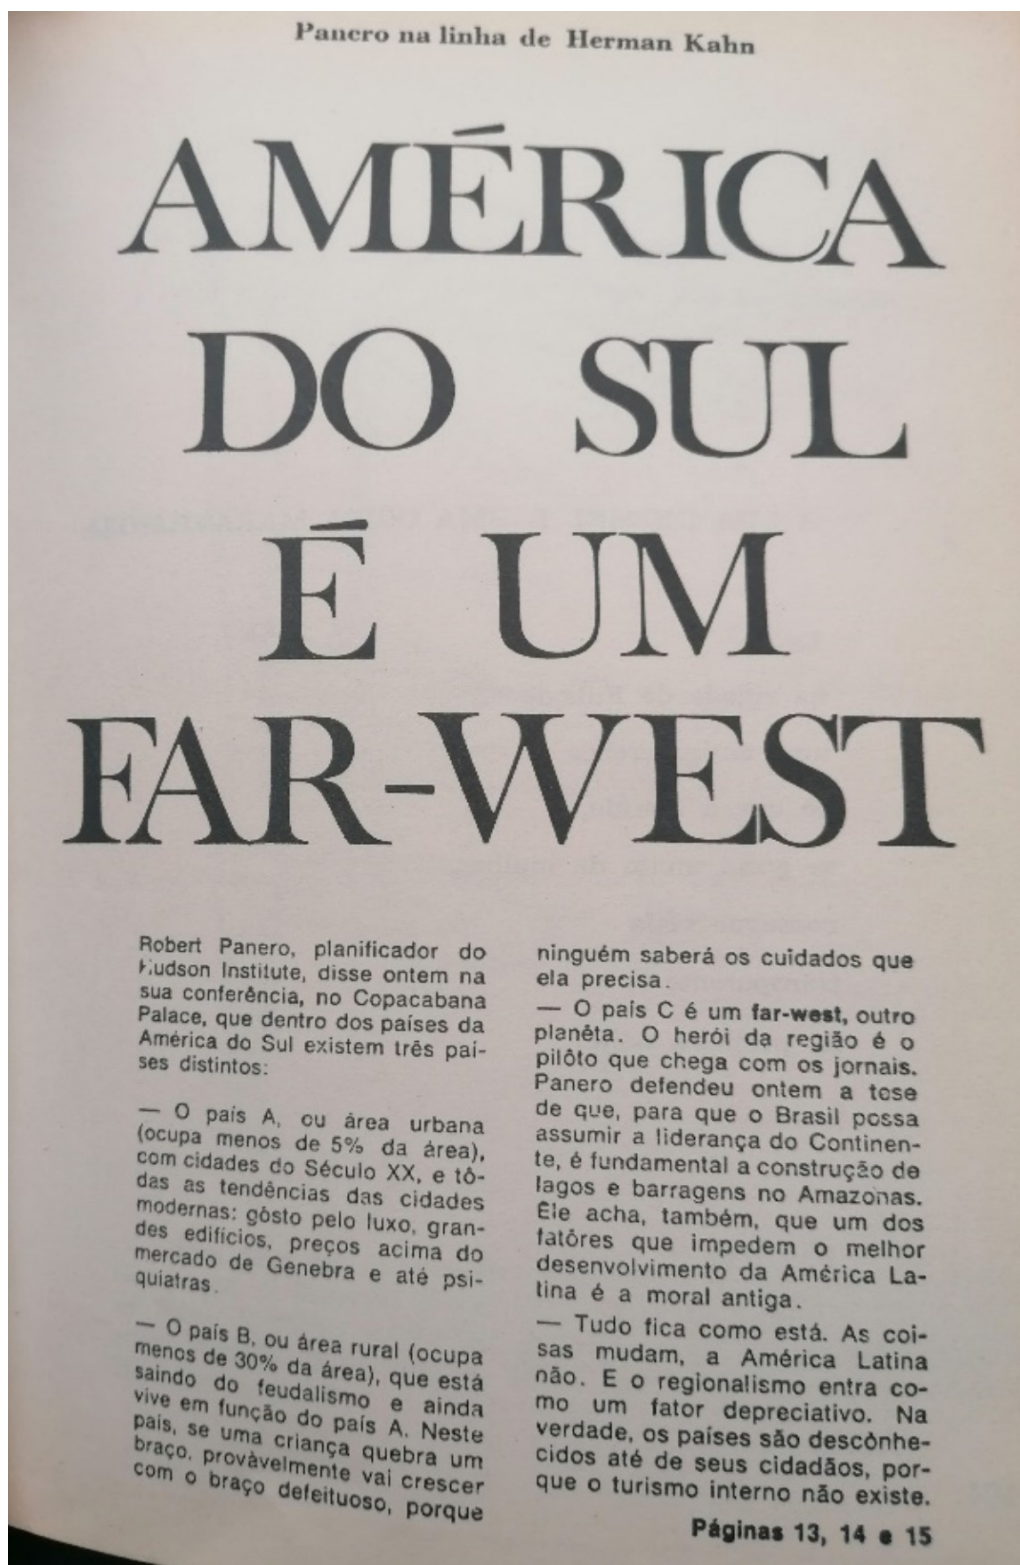 Panero na linha de Herman Kahn
AMÉRICA
DO SUL
É UM
FAR-WEST
Robert Panero, planificador do
Hudson Institute, disse ontem na
sua conferência, no Copacabana
Palace, que dentro dos países da
América do Sul existem três paí-
ses distintos:
— O país A, ou área urbana
(ocupa menos de 5% da área),
com cidades do Século XX, e tô-
das as tendências das cidades
modernas: gôsto pelo luxo, gran-
des edifícios, preços acima do
mercado de Genebra e até psi-
quiatras.
— O país B, ou área rural (ocupa
menos de 30% da área), que está
saindo do feudalismo e ainda
vive em função do país A. Neste
país, se uma criança quebra um
braço, provàvelmente vai crescer
com o braço defeituoso, porque
ninguém saberá os cuidados que
ela precisa.
— O país C é um far-west, outro
planêta. O herói da região é o
pilôto que chega com os jornais.
Panero defendeu ontem a tese
de que, para que o Brasil possa
assumir a liderança do Continen-
te, é fundamental a construção de
lagos e barragens no Amazonas.
Êle acha, também, que um dos
fatôres que impedem o melhor
desenvolvimento da América La-
tina é a moral antiga.
— Tudo fica como está. As coi-
sas mudam, a América Latina
não. E o regionalismo entra co-
mo um fator depreciativo. Na
verdade, os países são descônhe-
cidos até de seus cidadãos, por-
que o turismo interno não existe.
Páginas 13, 14 e 15